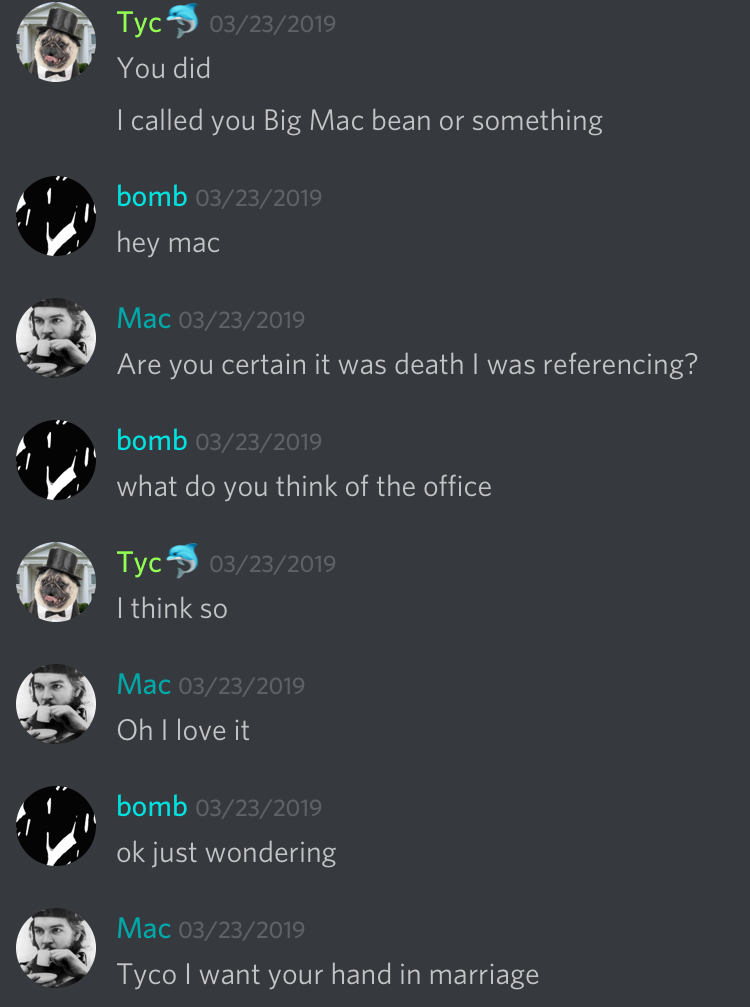 Tyc🐬 03/23/2019
You did
I called you Big Mac bean or something
bomb 03/23/2019
hey mac
Mac 03/23/2019
Are you certain it was death I was referencing?
bomb 03/23/2019
what do you think of the office
Tyc🐬 03/23/2019
I think so
Mac 03/23/2019
Oh I love it
bomb 03/23/2019
ok just wondering
Mac 03/23/2019
Tyco I want your hand in marriage